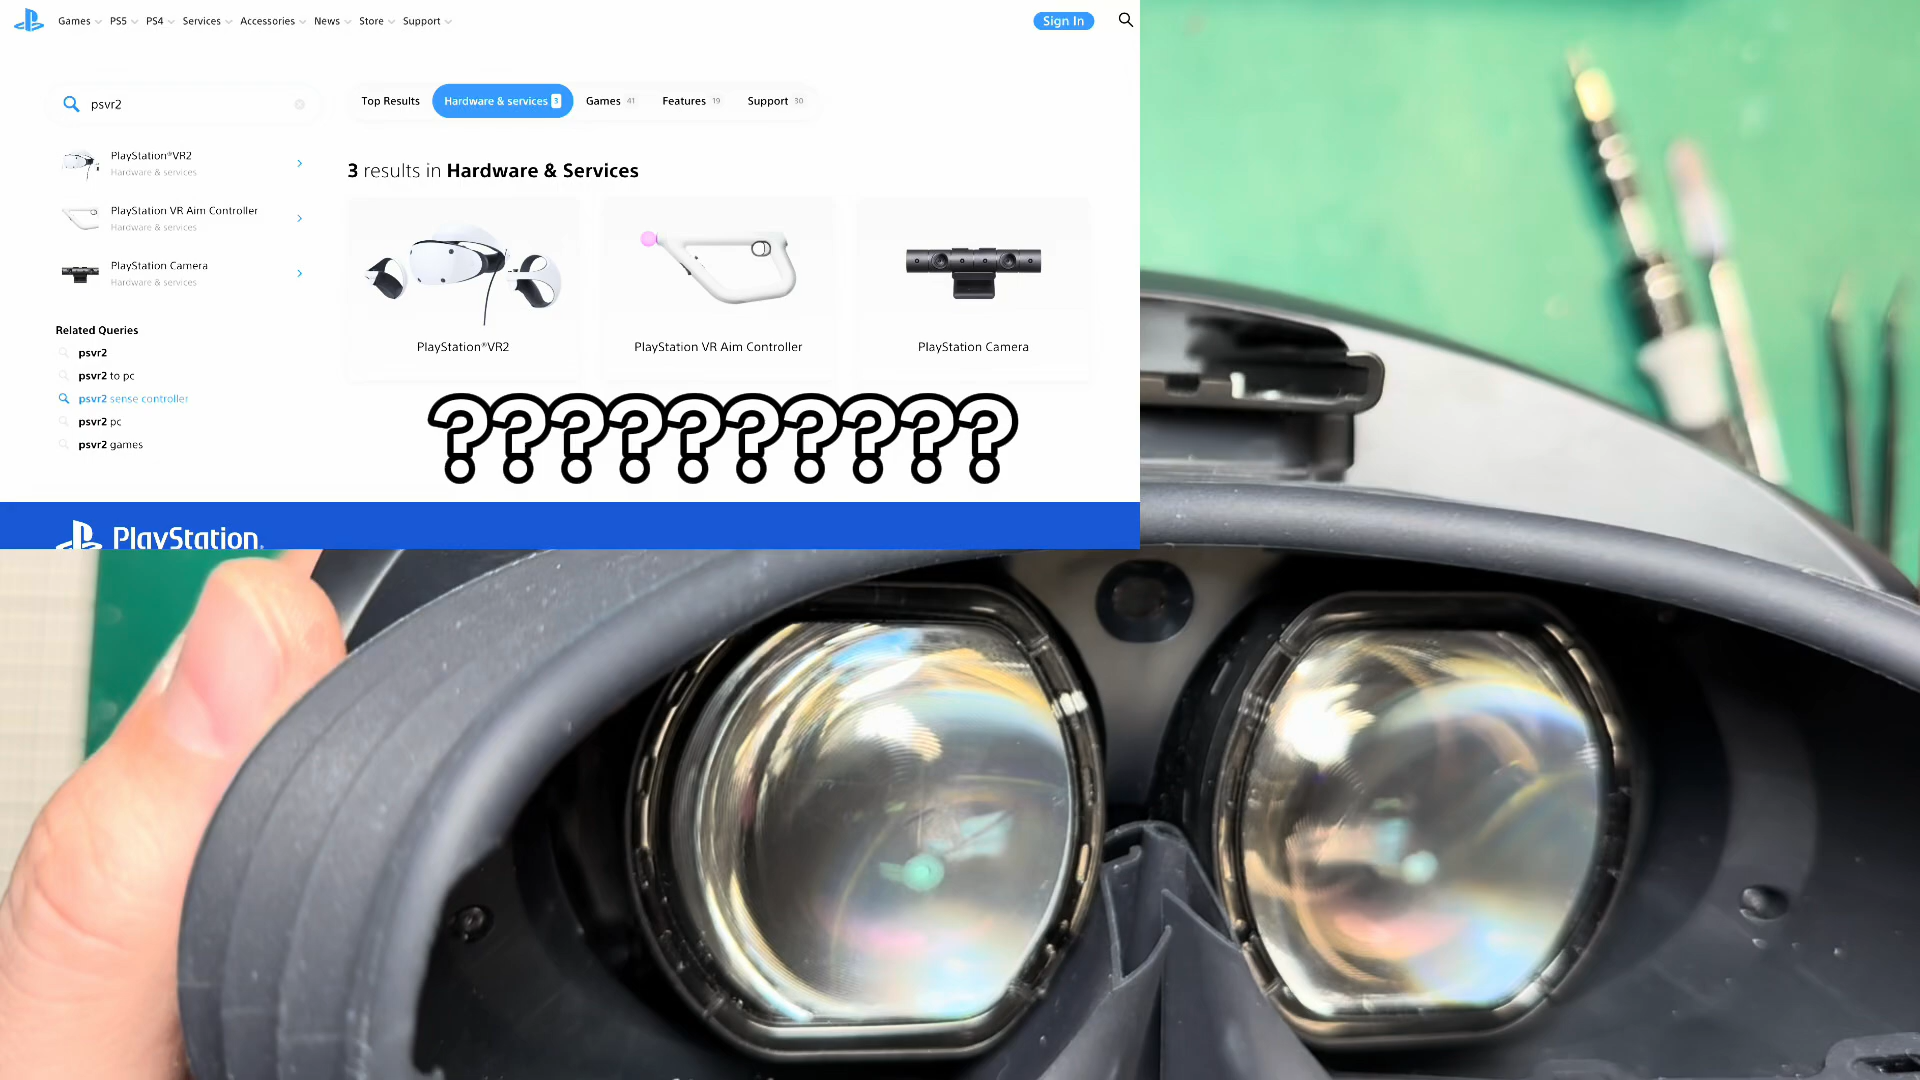 Games PS5 PS4 Services Accessories News Store Support Sign In
psvr2
Top Results Hardware & services 3 Games 41 Features 19 Support 30
PlayStation®VR2
Hardware & services
PlayStation VR Aim Controller
Hardware & services
PlayStation Camera
Hardware & services
Related Queries
psvr2
psvr2 to pc
psvr2 sense controller
psvr2 pc
psvr2 games
3 results in Hardware & Services
PlayStation®VR2 PlayStation VR Aim Controller PlayStation Camera
??????????
PlayStation